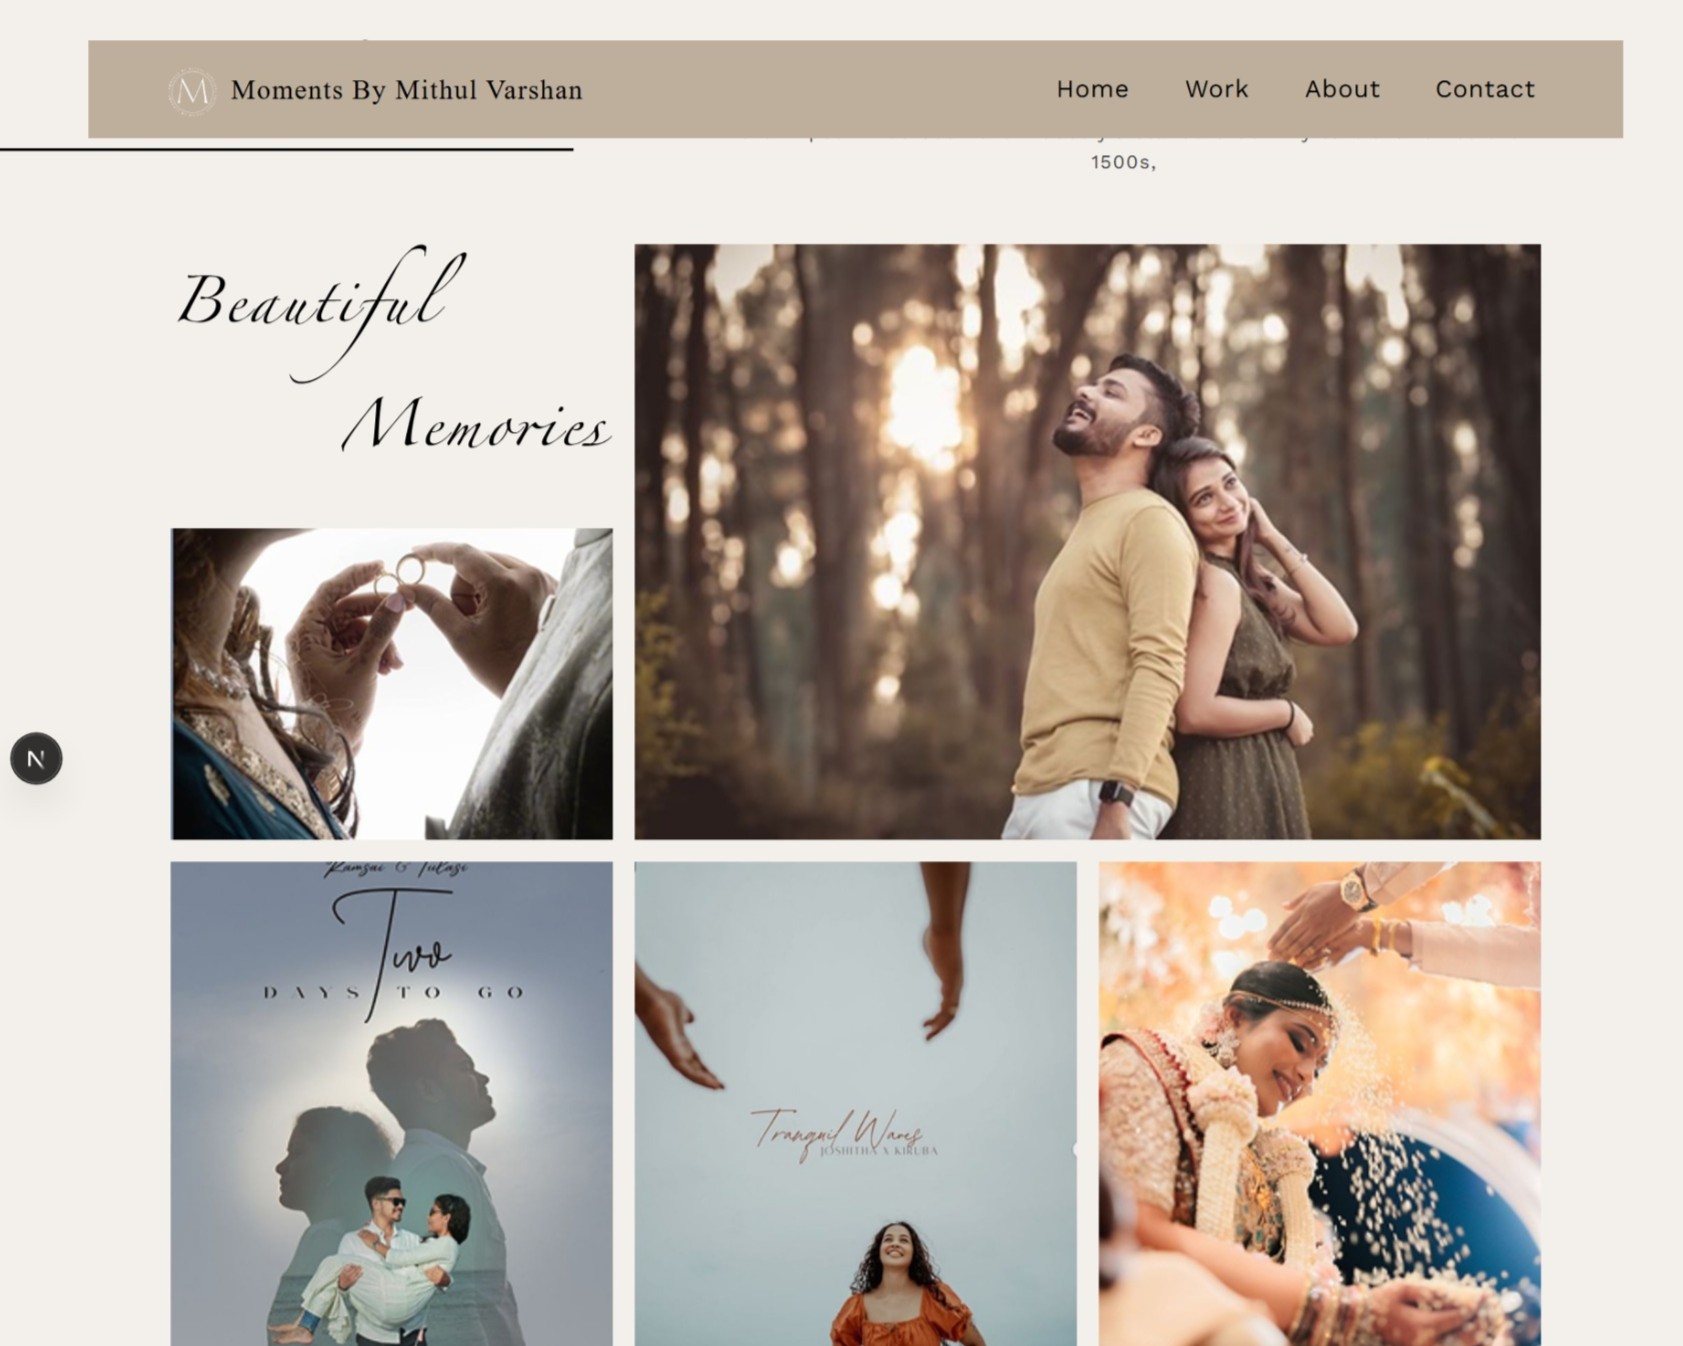 M Moments By Mithul Varshan
Home Work About Contact
1500s,
Beautiful
Memories
N
Ramsai & Tulasi
Two
DAYS TO GO
Tranquil Waves
JOSHITHA X KIRUBA